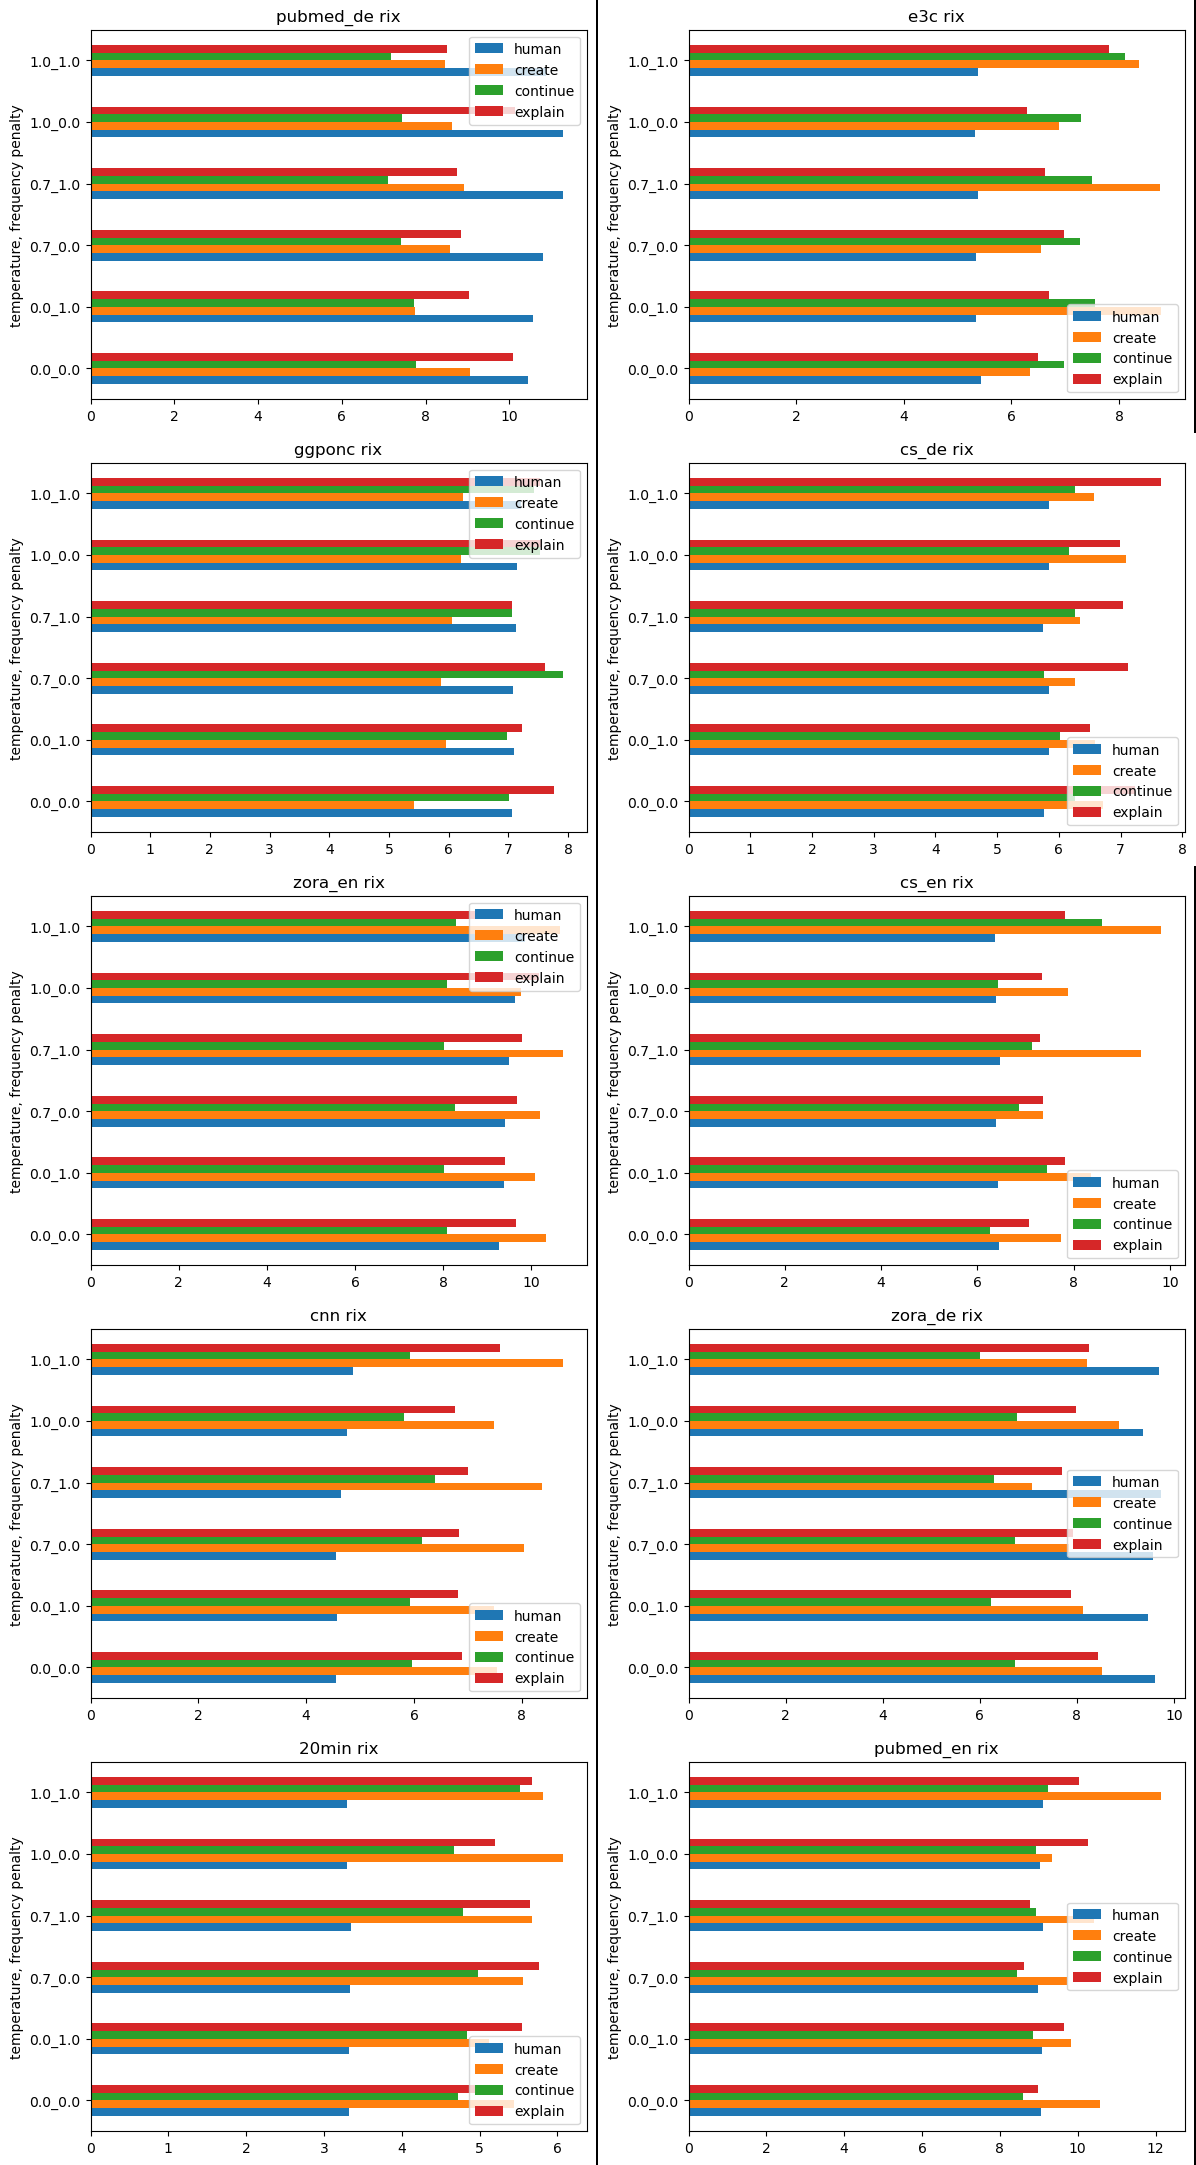 pubmed_de rix
temperature, frequency penalty
1.0_1.0
1.0_0.0
0.7_1.0
0.7_0.0
0.0_1.0
0.0_0.0
0 2 4 6 8 10
human
create
continue
explain
e3c rix
temperature, frequency penalty
1.0_1.0
1.0_0.0
0.7_1.0
0.7_0.0
0.0_1.0
0.0_0.0
0 2 4 6 8
human
create
continue
explain
ggponc rix
temperature, frequency penalty
1.0_1.0
1.0_0.0
0.7_1.0
0.7_0.0
0.0_1.0
0.0_0.0
0 1 2 3 4 5 6 7 8
human
create
continue
explain
cs_de rix
temperature, frequency penalty
1.0_1.0
1.0_0.0
0.7_1.0
0.7_0.0
0.0_1.0
0.0_0.0
0 1 2 3 4 5 6 7 8
human
create
continue
explain
zora_en rix
temperature, frequency penalty
1.0_1.0
1.0_0.0
0.7_1.0
0.7_0.0
0.0_1.0
0.0_0.0
0 2 4 6 8 10
human
create
continue
explain
cs_en rix
temperature, frequency penalty
1.0_1.0
1.0_0.0
0.7_1.0
0.7_0.0
0.0_1.0
0.0_0.0
0 2 4 6 8 10
human
create
continue
explain
cnn rix
temperature, frequency penalty
1.0_1.0
1.0_0.0
0.7_1.0
0.7_0.0
0.0_1.0
0.0_0.0
0 2 4 6 8
human
create
continue
explain
zora_de rix
temperature, frequency penalty
1.0_1.0
1.0_0.0
0.7_1.0
0.7_0.0
0.0_1.0
0.0_0.0
0 2 4 6 8 10
human
create
continue
explain
20min rix
temperature, frequency penalty
1.0_1.0
1.0_0.0
0.7_1.0
0.7_0.0
0.0_1.0
0.0_0.0
0 1 2 3 4 5 6
human
create
continue
explain
pubmed_en rix
temperature, frequency penalty
1.0_1.0
1.0_0.0
0.7_1.0
0.7_0.0
0.0_1.0
0.0_0.0
0 2 4 6 8 10 12
human
create
continue
explain